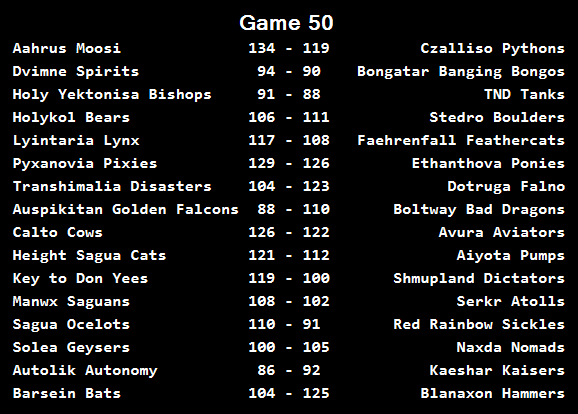 Game 50
Aahrus Moosi 134 - 119 Czalliso Pythons
Dvimne Spirits 94 - 90 Bongatar Banging Bongos
Holy Yektonisa Bishops 91 - 88 TND Tanks
Holykol Bears 106 - 111 Stedro Boulders
Lyintaria Lynx 117 - 108 Faehrenfall Feathercats
Pyxanovia Pixies 129 - 126 Ethanthova Ponies
Transhimalia Disasters 104 - 123 Dotruga Falno
Auspikitan Golden Falcons 88 - 110 Boltway Bad Dragons
Calto Cows 126 - 122 Avura Aviators
Height Sagua Cats 121 - 112 Aiyota Pumps
Key to Don Yees 119 - 100 Shmupland Dictators
Manwx Saguans 108 - 102 Serkr Atolls
Sagua Ocelots 110 - 91 Red Rainbow Sickles
Solea Geysers 100 - 105 Naxda Nomads
Autolik Autonomy 86 - 92 Kaeshar Kaisers
Barsein Bats 104 - 125 Blanaxon Hammers